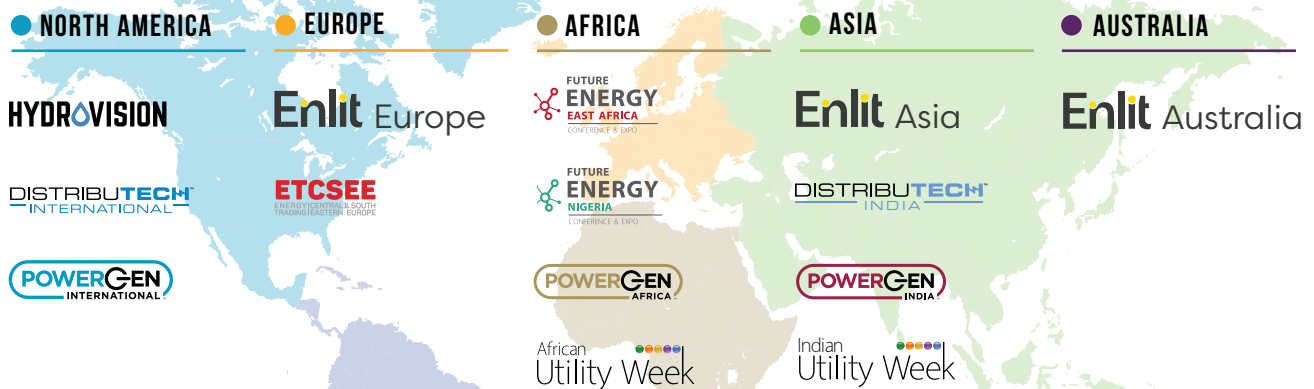 NORTH AMERICA
HYDROVISION
DISTRIBUTECH™
INTERNATIONAL
POWERGEN
INTERNATIONAL
EUROPE
Enlit Europe
ETCSEE
ENERGY|CENTRAL & SOUTH
TRADING|EASTERN EUROPE
AFRICA
FUTURE
ENERGY
EAST AFRICA
CONFERENCE & EXPO
FUTURE
ENERGY
NIGERIA
CONFERENCE & EXPO
POWERGEN
AFRICA
African
Utility Week
ASIA
Enlit Asia
DISTRIBUTECH™
INDIA
POWERGEN
INDIA
Indian
Utility Week
AUSTRALIA
Enlit Australia